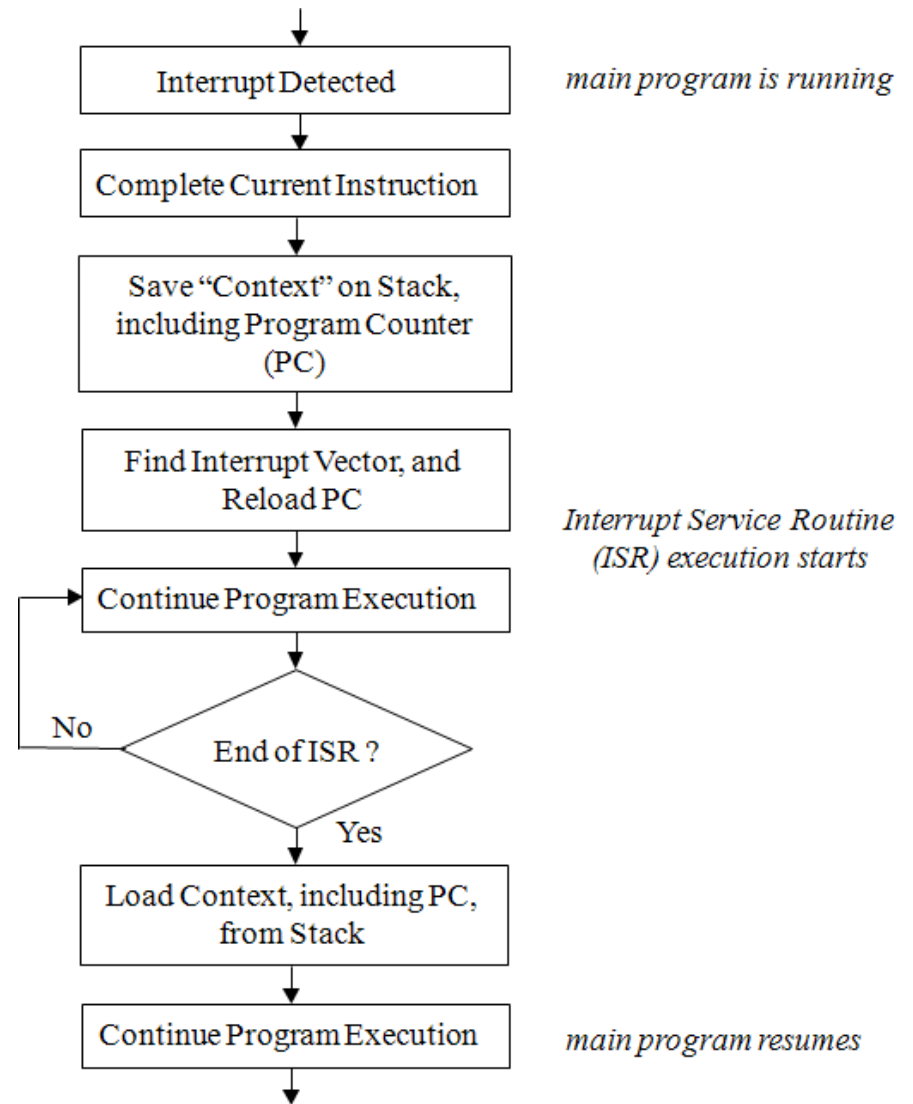 Interrupt Detected
main program is running
Complete Current Instruction
Save “Context” on Stack,
including Program Counter
(PC)
Find Interrupt Vector, and
Reload PC
Interrupt Service Routine
(ISR) execution starts
Continue Program Execution
No
End of ISR ?
Yes
Load Context, including PC,
from Stack
Continue Program Execution
main program resumes